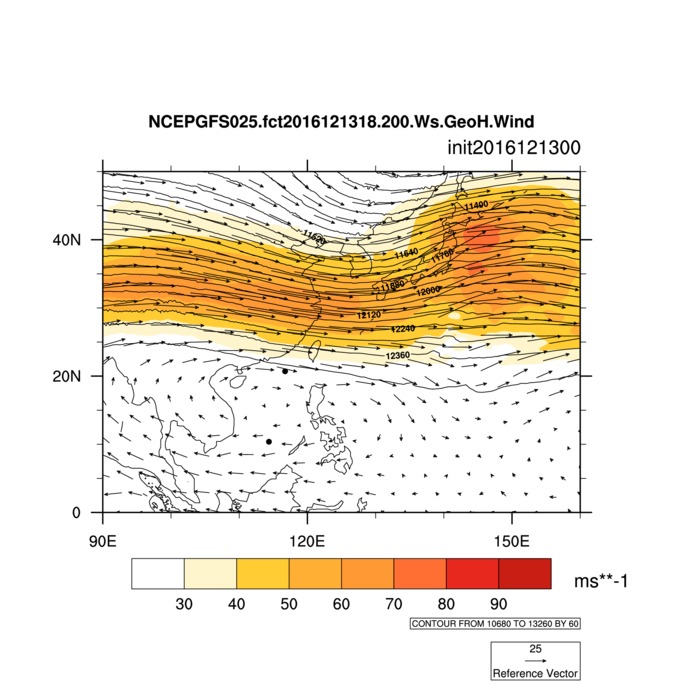 NCEPGFS025.fct2016121318.200.Ws.GeoH.Wind
init2016121300
11400
11520
11640
11760
11880
12000
12120
12240
12360
40N
20N
0
90E 120E 150E
ms**-1
30 40 50 60 70 80 90
CONTOUR FROM 10680 TO 13260 BY 60
25
Reference Vector